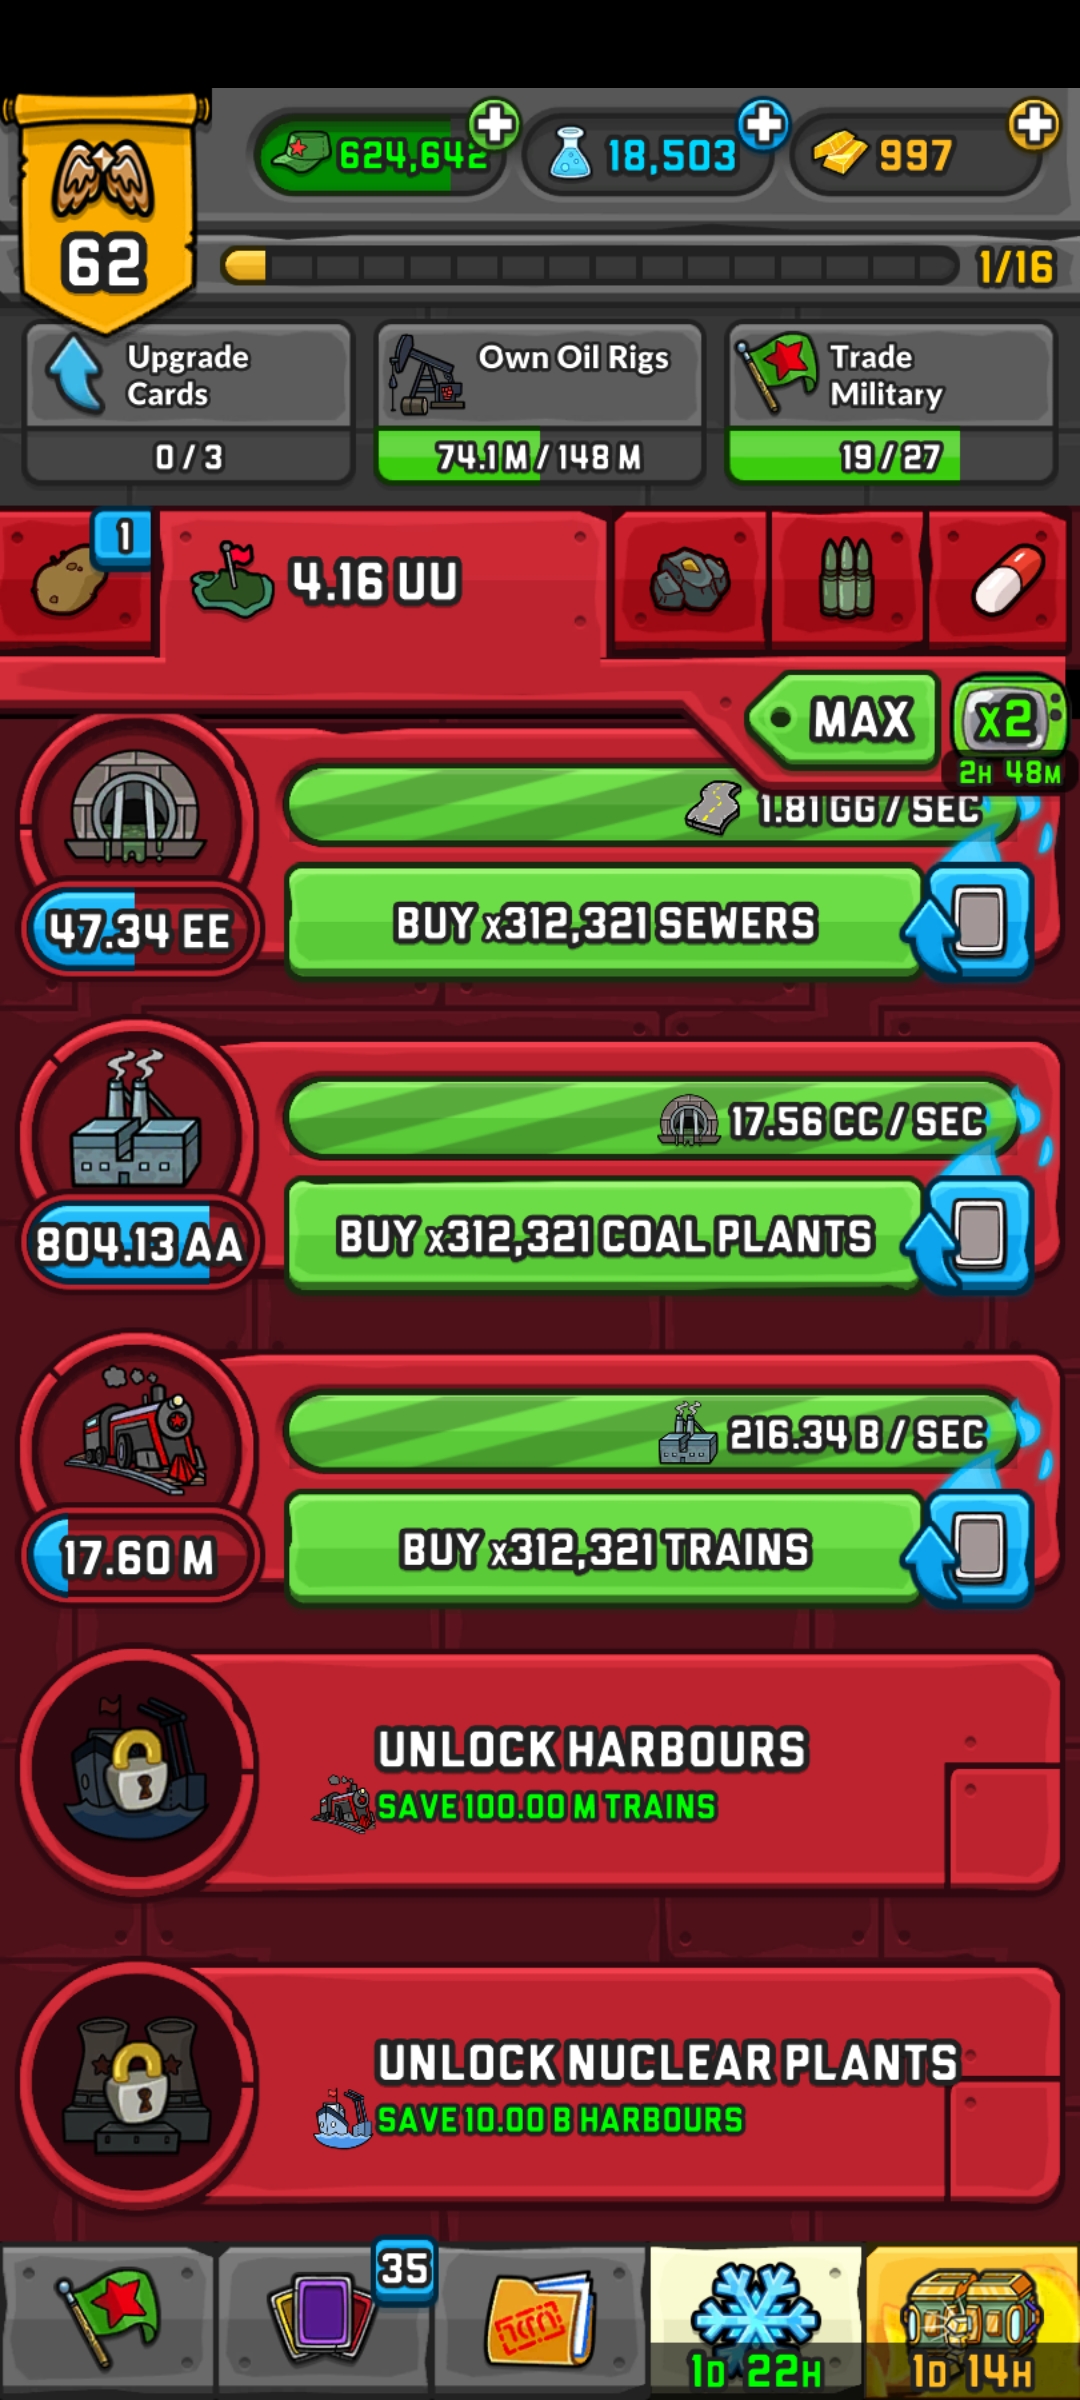 624,642
18,503
997
62
1/16
Upgrade
Cards
0 / 3
Own Oil Rigs
74.1 M / 148 M
Trade
Military
19 / 27
1
4.16 UU
MAX
x2
2H 48M
1.81 GG / SEC
47.34 EE
BUY x312,321 SEWERS
17.56 CC / SEC
804.13 AA
BUY x312,321 COAL PLANTS
216.34 B / SEC
17.60 M
BUY x312,321 TRAINS
UNLOCK HARBOURS
SAVE 100.00 M TRAINS
UNLOCK NUCLEAR PLANTS
SAVE 10.00 B HARBOURS
35
1D 22H
1D 14H